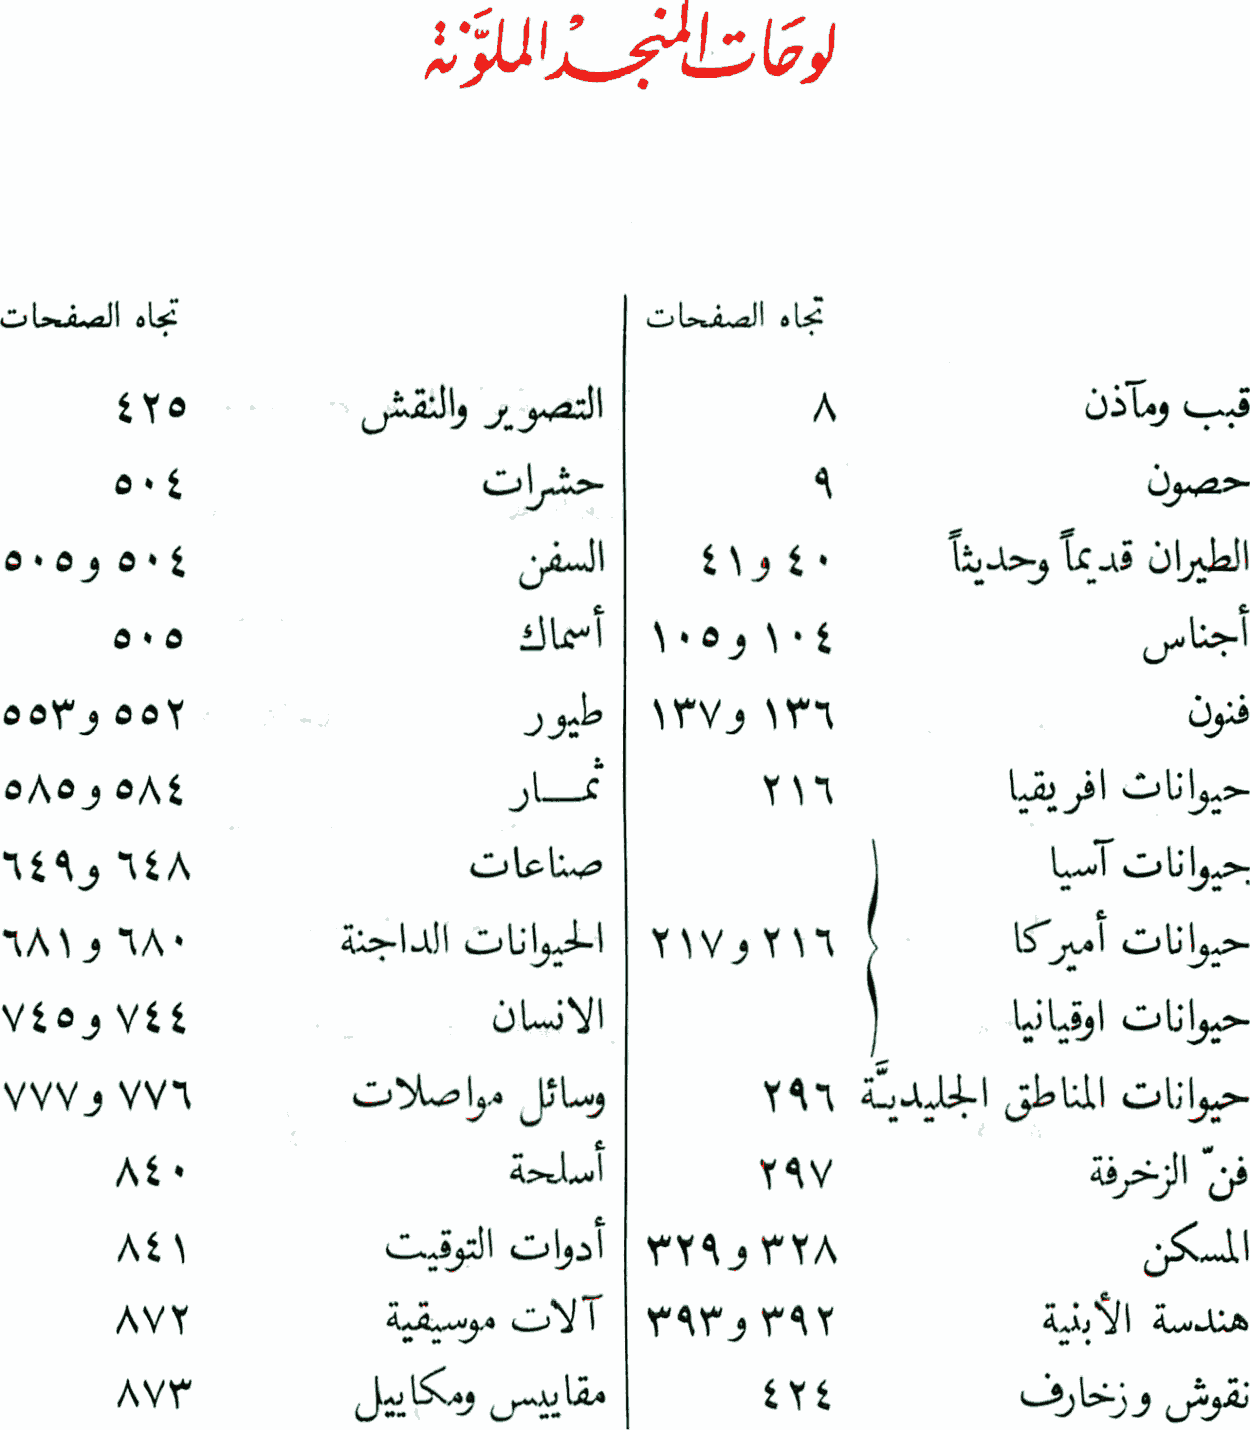 لوحات المنجد الملوَّنة
تجاه الصفحات
قبب ومآذن ٨
حصون ٩
الطيران قديماً وحديثاً ٤٠ و ٤١
أجناس ١٠٤ و ١٠٥
فنون ١٣٦ و ١٣٧
حيوانات افريقيا ٢١٦
حيوانات آسيا
حيوانات أميركا ٢١٦ و ٢١٧
حيوانات اوقيانيا
حيوانات المناطق الجليديَّة ٢٩٦
فنّ الزخرفة ٢٩٧
المسكن ٣٢٨ و ٣٢٩
هندسة الأبنية ٣٩٢ و ٣٩٣
نقوش وزخارف ٤٢٤
تجاه الصفحات
التصوير والنقش ٤٢٥
حشرات ٥٠٤
السفن ٥٠٤ و ٥٠٥
أسماك ٥٠٥
طيور ٥٥٢ و ٥٥٣
ثمـــار ٥٨٤ و ٥٨٥
صناعات ٦٤٨ و ٦٤٩
الحيوانات الداجنة ٦٨٠ و ٦٨١
الانسان ٧٤٤ و ٧٤٥
وسائل مواصلات ٧٧٦ و ٧٧٧
أسلحة ٨٤٠
أدوات التوقيت ٨٤١
آلات موسيقية ٨٧٢
مقاييس ومكاييل ٨٧٣